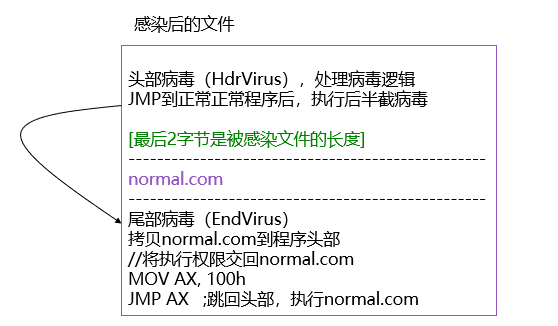 感染后的文件
头部病毒（HdrVirus），处理病毒逻辑
JMP到正常正常程序后，执行后半截病毒
[最后2字节是被感染文件的长度]
--------------------------------------------------
normal.com
--------------------------------------------------
尾部病毒（EndVirus）
拷贝normal.com到程序头部
//将执行权限交回normal.com
MOV AX, 100h
JMP AX   ;跳回头部，执行normal.com